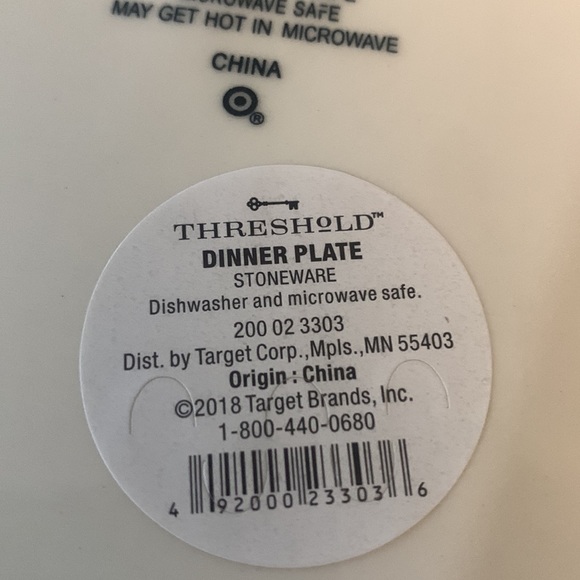 MICROWAVE SAFE
MAY GET HOT IN MICROWAVE
CHINA
®
THRESHOLD™
DINNER PLATE
STONEWARE
Dishwasher and microwave safe.
200 02 3303
Dist. by Target Corp.,Mpls.,MN 55403
Origin : China
©2018 Target Brands, Inc.
1-800-440-0680
4 92000 23303 6